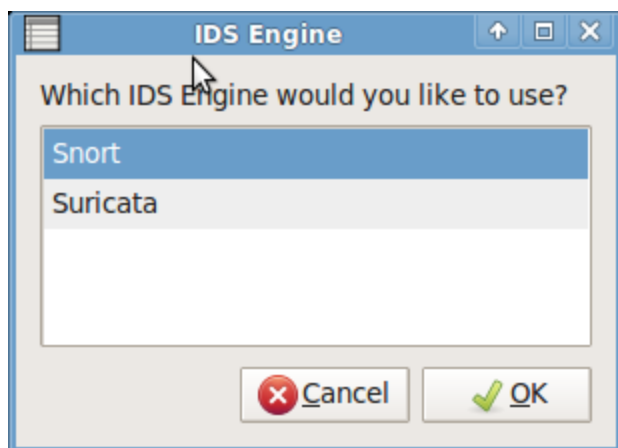 IDS Engine
Which IDS Engine would you like to use?
Snort
Suricata
Cancel
OK